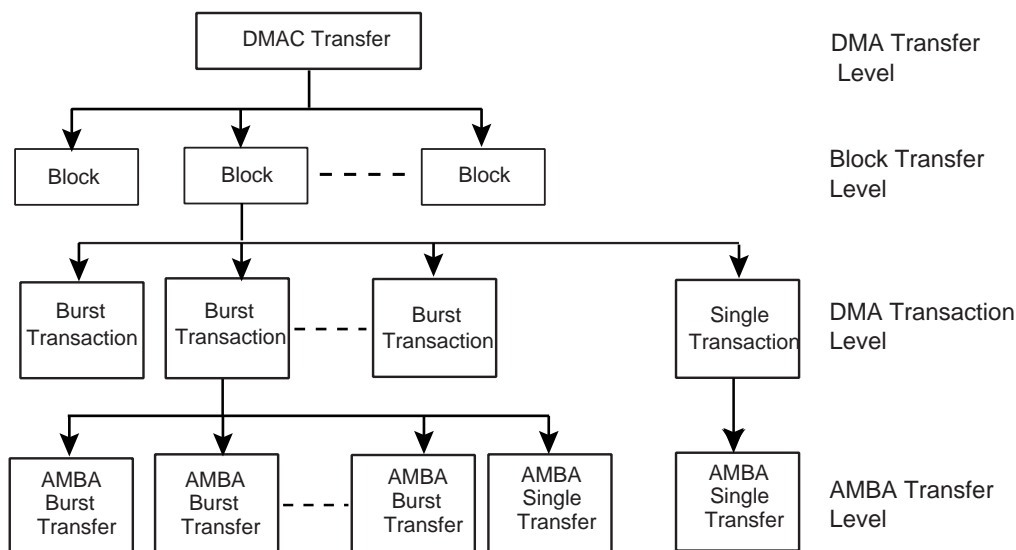 DMAC Transfer
DMA Transfer
Level
Block
Block
Block
Block Transfer
Level
Burst
Transaction
Burst
Transaction
Burst
Transaction
Single
Transaction
DMA Transaction
Level
AMBA
Burst
Transfer
AMBA
Burst
Transfer
AMBA
Burst
Transfer
AMBA
Single
Transfer
AMBA
Single
Transfer
AMBA Transfer
Level